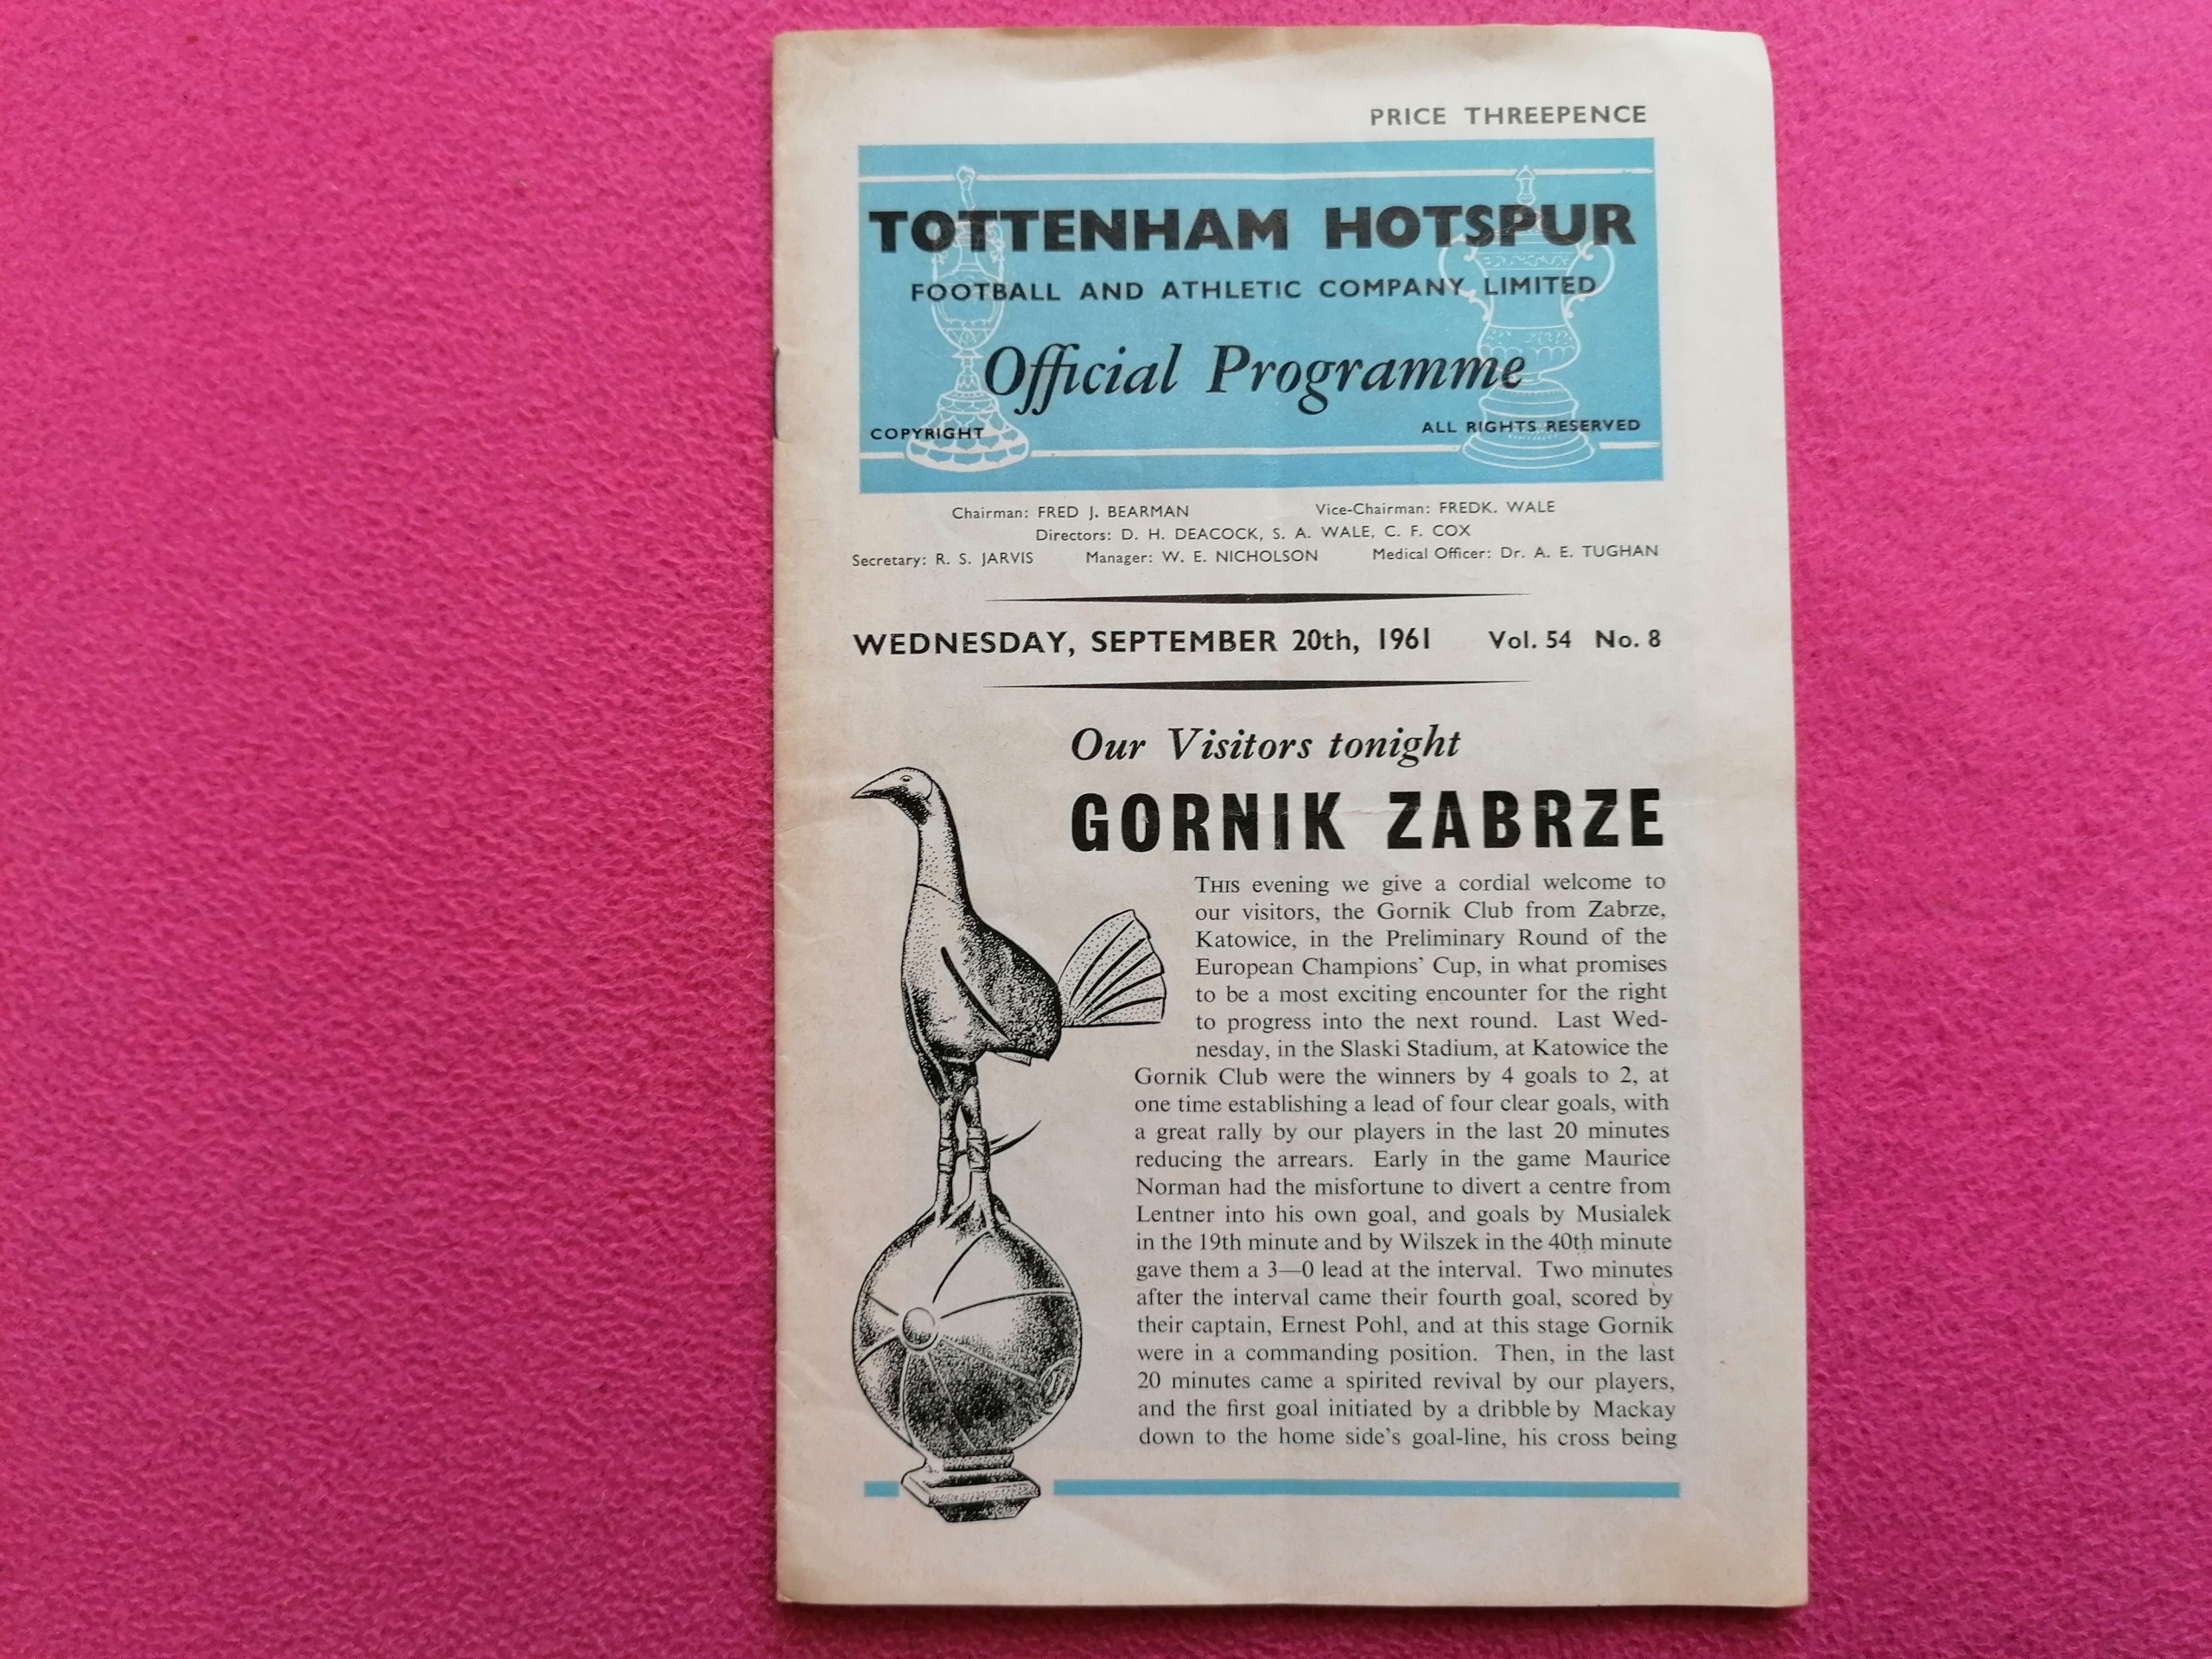 PRICE THREEPENCE
TOTTENHAM HOTSPUR
FOOTBALL AND ATHLETIC COMPANY LIMITED
Official Programme
COPYRIGHT ALL RIGHTS RESERVED
Chairman: FRED J. BEARMAN Vice-Chairman: FREDK. WALE
Directors: D. H. DEACOCK, S. A. WALE, C. F. COX
Secretary: R. S. JARVIS Manager: W. E. NICHOLSON Medical Officer: Dr. A. E. TUGHAN
WEDNESDAY, SEPTEMBER 20th, 1961 Vol. 54 No. 8
Our Visitors tonight
GORNIK ZABRZE
THIS evening we give a cordial welcome to
our visitors, the Gornik Club from Zabrze,
Katowice, in the Preliminary Round of the
European Champions' Cup, in what promises
to be a most exciting encounter for the right
to progress into the next round. Last Wed-
nesday, in the Slaski Stadium, at Katowice the
Gornik Club were the winners by 4 goals to 2, at
one time establishing a lead of four clear goals, with
a great rally by our players in the last 20 minutes
reducing the arrears. Early in the game Maurice
Norman had the misfortune to divert a centre from
Lentner into his own goal, and goals by Musialek
in the 19th minute and by Wilszek in the 40th minute
gave them a 3—0 lead at the interval. Two minutes
after the interval came their fourth goal, scored by
their captain, Ernest Pohl, and at this stage Gornik
were in a commanding position. Then, in the last
20 minutes came a spirited revival by our players,
and the first goal initiated by a dribble by Mackay
down to the home side's goal-line, his cross being